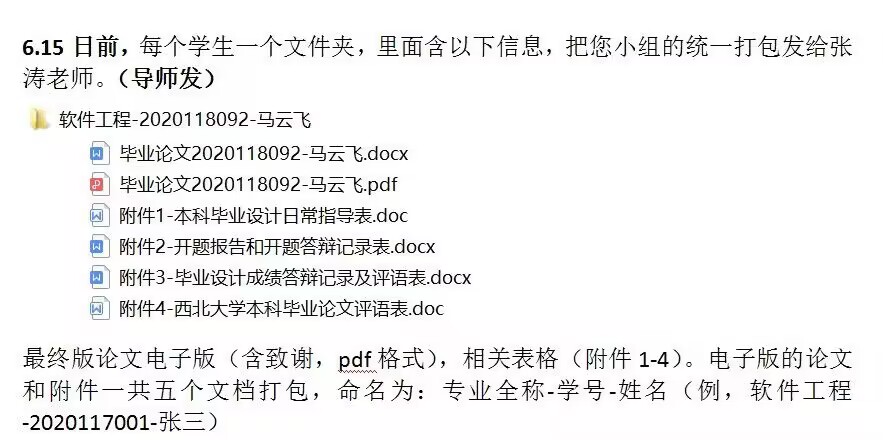 6.15 日前，每个学生一个文件夹，里面含以下信息，把您小组的统一打包发给张
涛老师。（导师发）
软件工程-2020118092-马云飞
毕业论文2020118092-马云飞.docx
毕业论文2020118092-马云飞.pdf
附件1-本科毕业设计日常指导表.doc
附件2-开题报告和开题答辩记录表.docx
附件3-毕业设计成绩答辩记录及评语表.docx
附件4-西北大学本科毕业论文评语表.doc
最终版论文电子版（含致谢，pdf 格式），相关表格（附件 1-4）。电子版的论文
和附件一共五个文档打包，命名为：专业全称-学号-姓名（例，软件工程
-2020117001-张三）